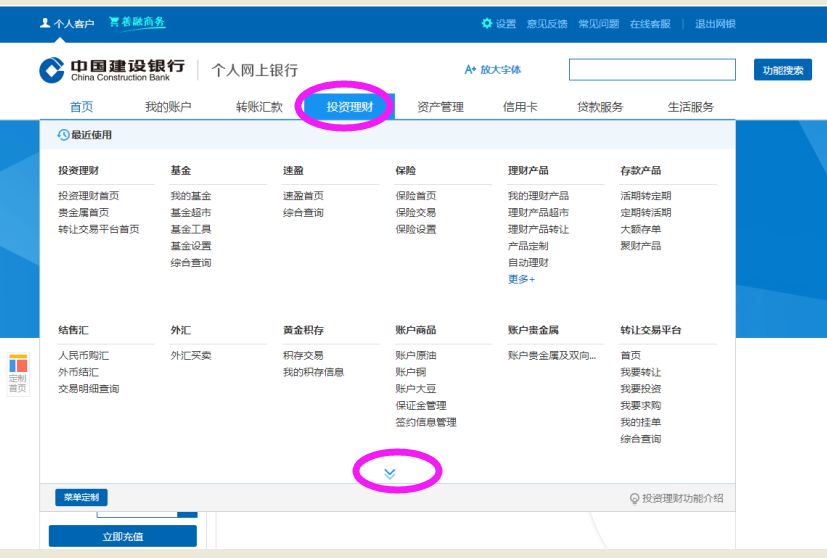 个人客户 善融商务 设置 意见反馈 常见问题 在线客服 退出网银
中国建设银行 个人网上银行 A+ 放大字体 功能搜索
China Construction Bank
首页 我的账户 转账汇款 投资理财 资产管理 信用卡 贷款服务 生活服务
最近使用
投资理财 基金 速盈 保险 理财产品 存款产品
投资理财首页 我的基金 速盈首页 保险首页 我的理财产品 活期转定期
贵金属首页 基金超市 综合查询 保险交易 理财产品超市 定期转活期
转让交易平台首页 基金工具 保险设置 理财产品转让 大额存单
基金设置 产品定制 聚财产品
综合查询 自动理财
更多+
结售汇 外汇 黄金积存 账户商品 账户贵金属 转让交易平台
人民币购汇 外汇买卖 积存交易 账户原油 账户贵金属及双向... 首页
外币结汇 我的积存信息 账户铜 我要转让
交易明细查询 账户大豆 我要投资
保证金管理 我要求购
签约信息管理 我的挂单
综合查询
定制
首页
菜单定制 投资理财功能介绍
立即充值